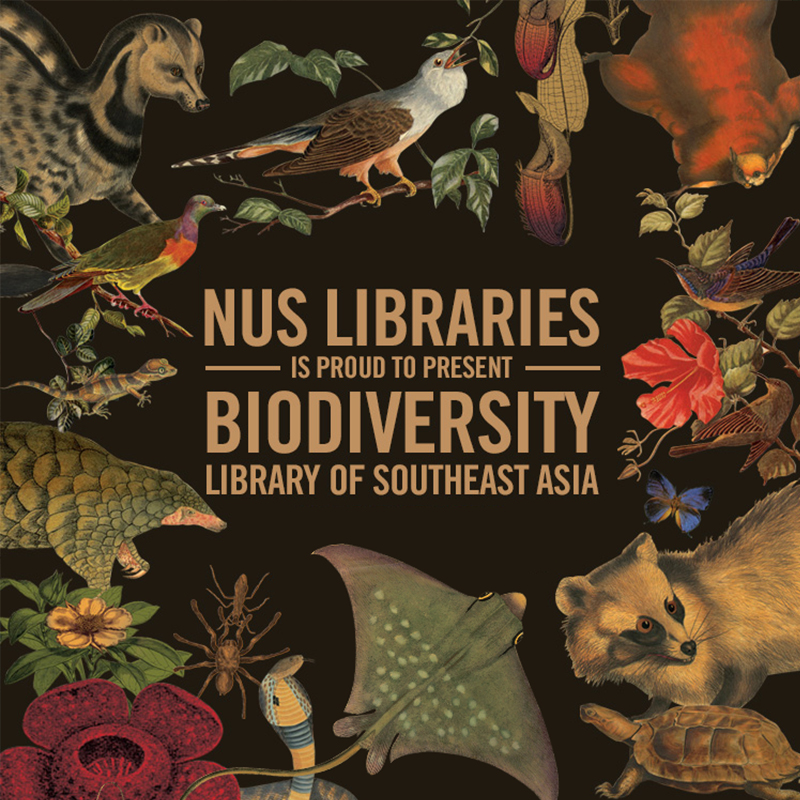 NUS LIBRARIES
IS PROUD TO PRESENT
BIODIVERSITY
LIBRARY OF SOUTHEAST ASIA